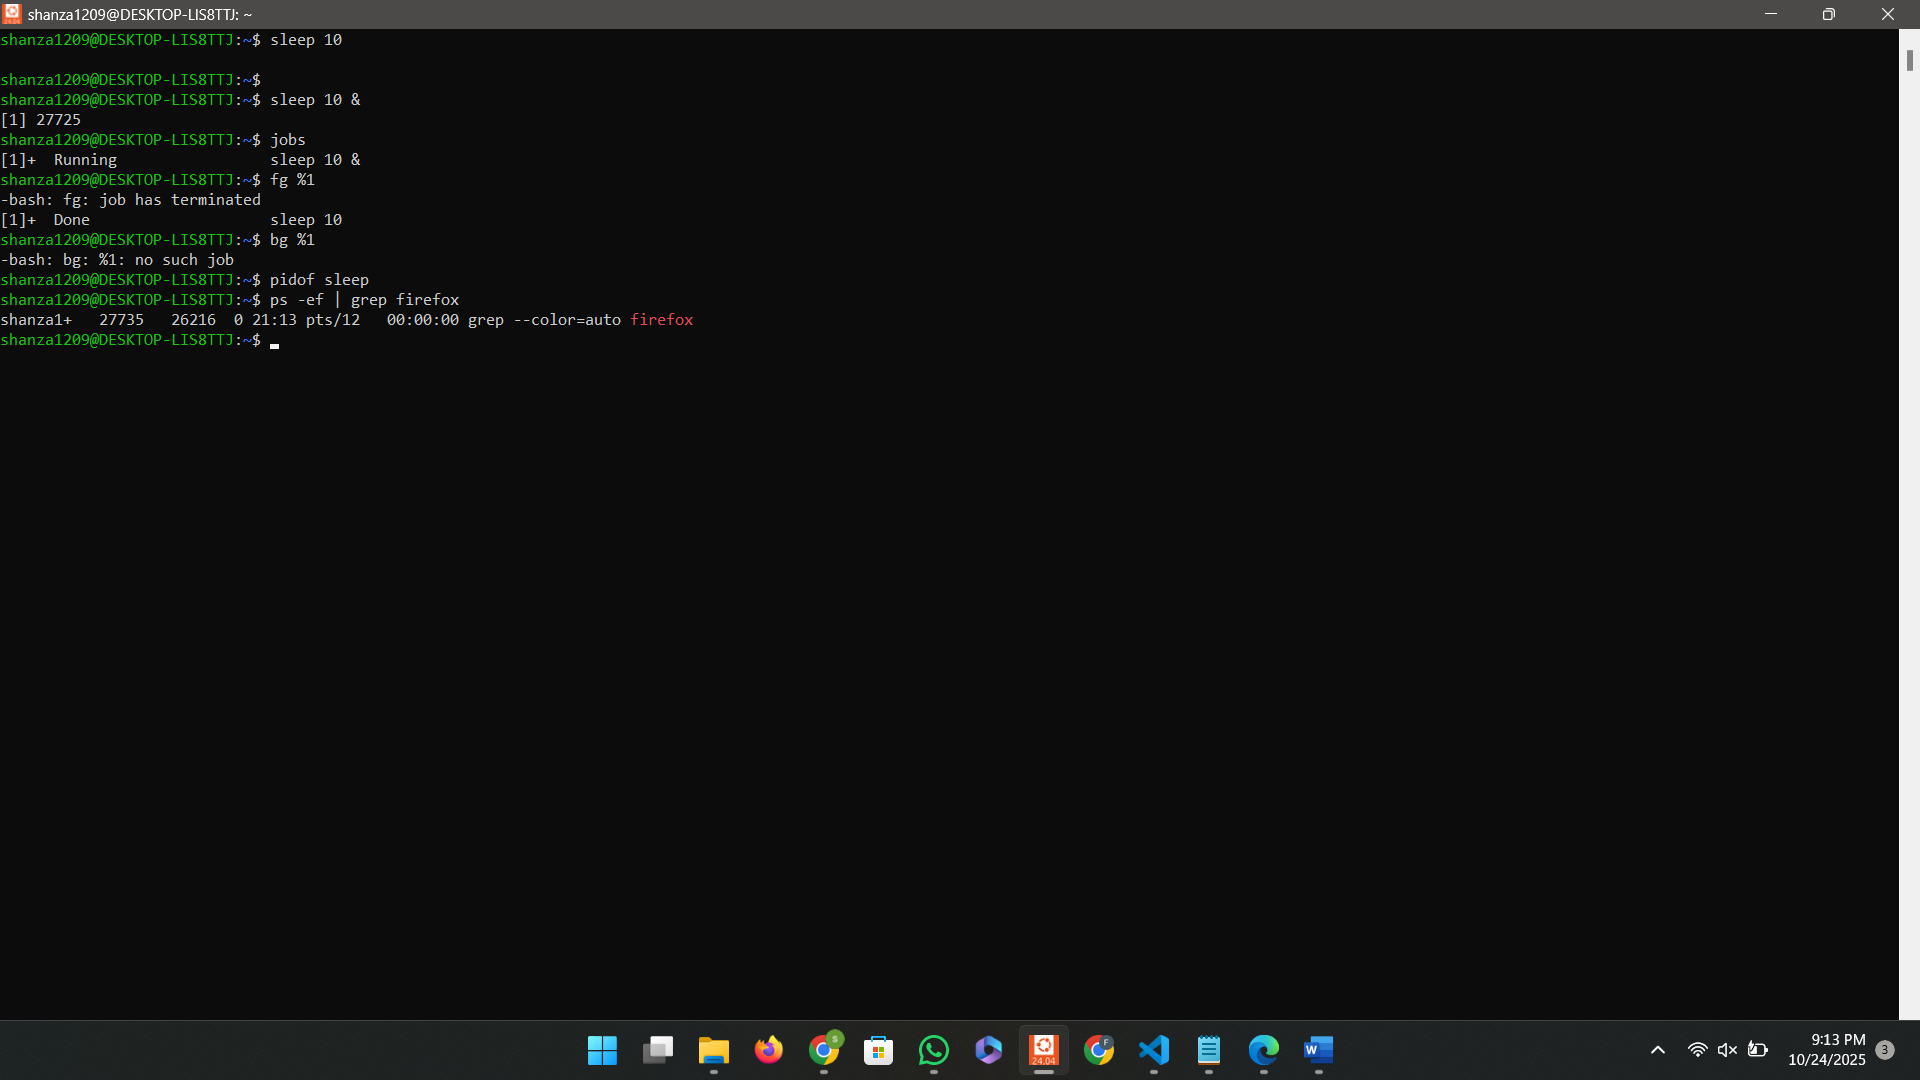 shanza1209@DESKTOP-LIS8TTJ: ~
shanza1209@DESKTOP-LIS8TTJ:~$ sleep 10
shanza1209@DESKTOP-LIS8TTJ:~$
shanza1209@DESKTOP-LIS8TTJ:~$ sleep 10 &
[1] 27725
shanza1209@DESKTOP-LIS8TTJ:~$ jobs
[1]+  Running                 sleep 10 &
shanza1209@DESKTOP-LIS8TTJ:~$ fg %1
-bash: fg: job has terminated
[1]+  Done                    sleep 10
shanza1209@DESKTOP-LIS8TTJ:~$ bg %1
-bash: bg: %1: no such job
shanza1209@DESKTOP-LIS8TTJ:~$ pidof sleep
shanza1209@DESKTOP-LIS8TTJ:~$ ps -ef | grep firefox
shanza1+   27735   26216  0 21:13 pts/12   00:00:00 grep --color=auto firefox
shanza1209@DESKTOP-LIS8TTJ:~$
S
24.04
F
W
9:13 PM
10/24/2025
3